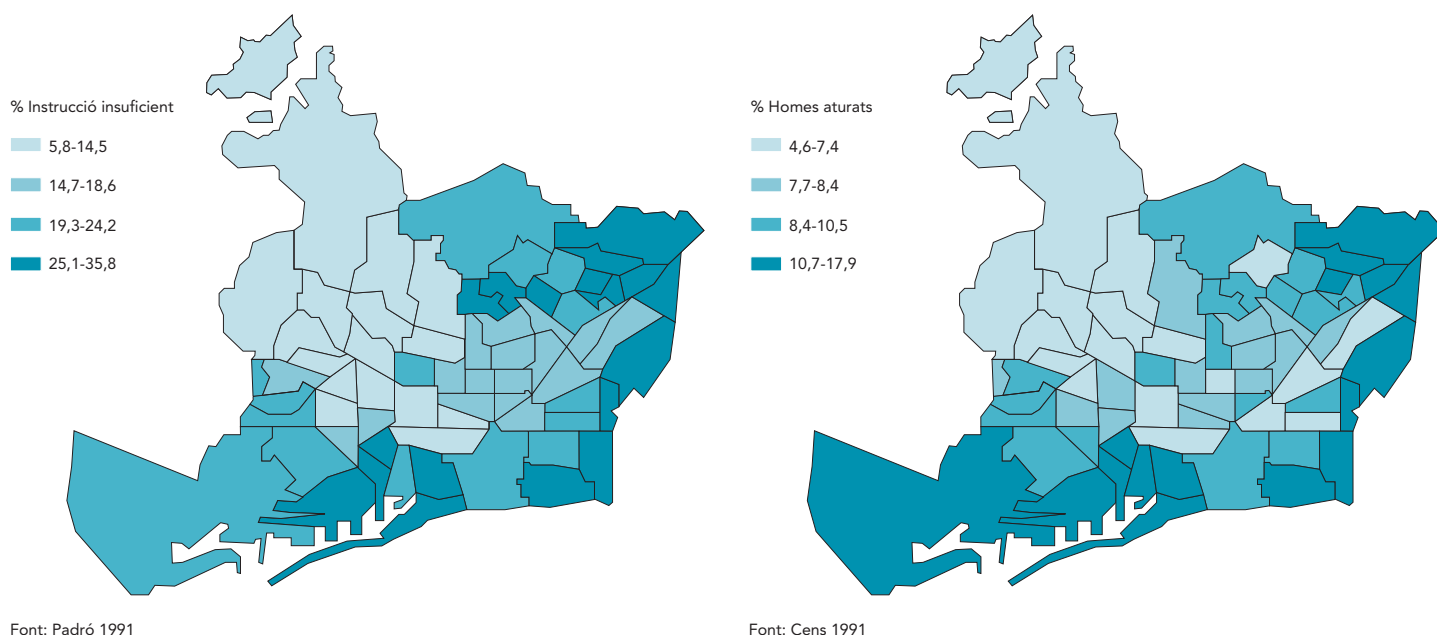 % Instrucció insuficient
5,8-14,5
14,7-18,6
19,3-24,2
25,1-35,8
Font: Padró 1991
% Homes aturats
4,6-7,4
7,7-8,4
8,4-10,5
10,7-17,9
Font: Cens 1991